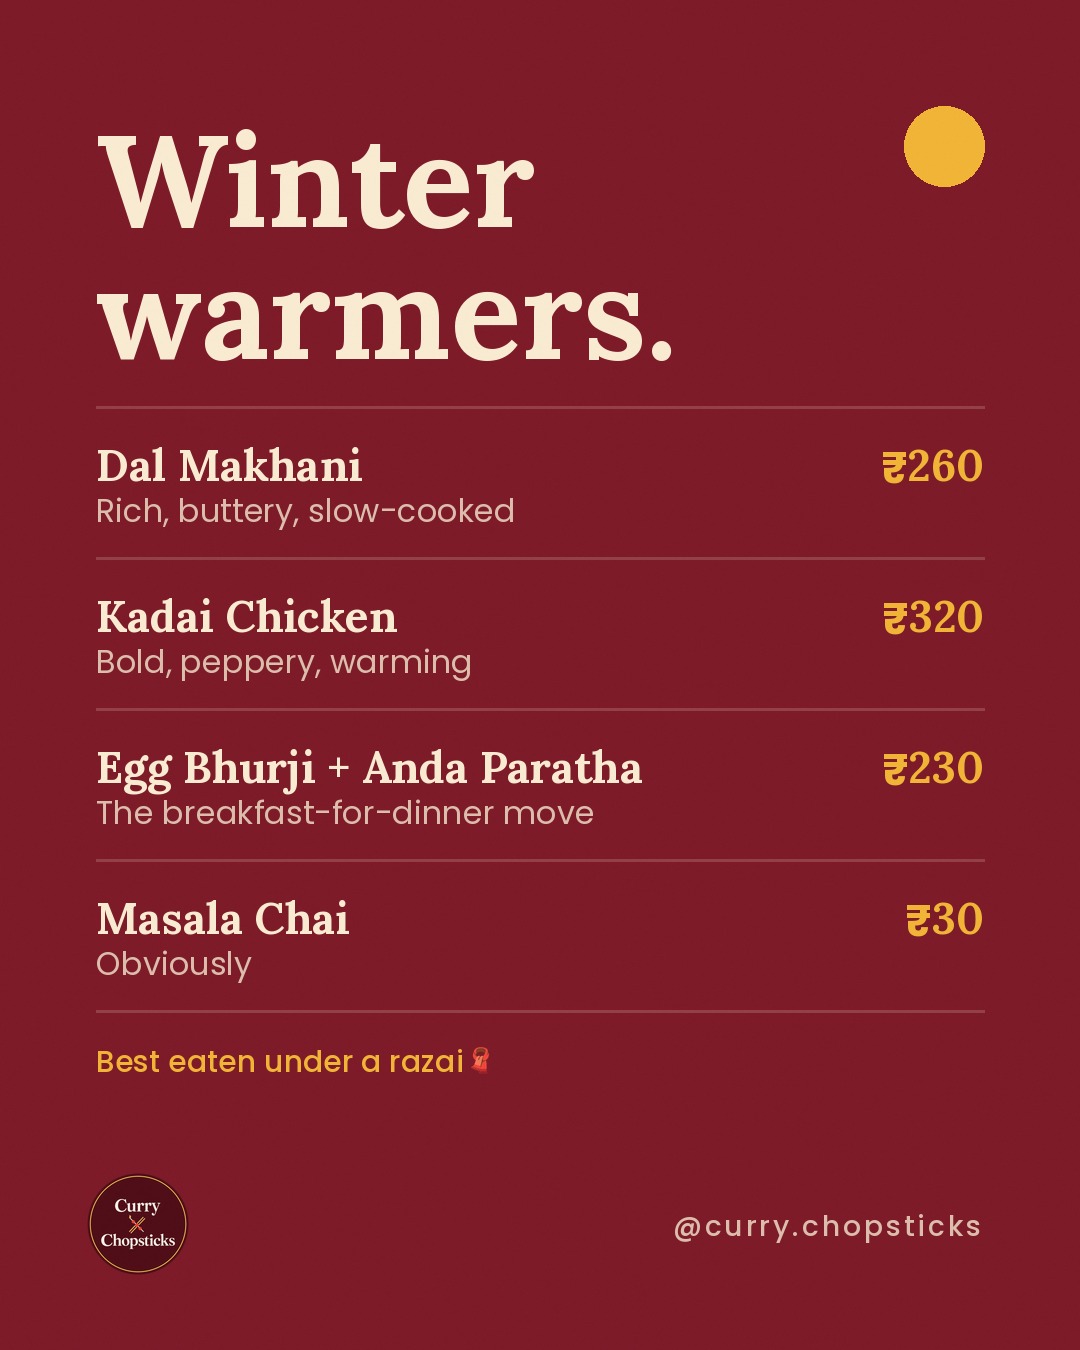 Winter
warmers.
Dal Makhani ₹260
Rich, buttery, slow-cooked
Kadai Chicken ₹320
Bold, peppery, warming
Egg Bhurji + Anda Paratha ₹230
The breakfast-for-dinner move
Masala Chai ₹30
Obviously
Best eaten under a razai 🧣
Curry
Chopsticks
@curry.chopsticks